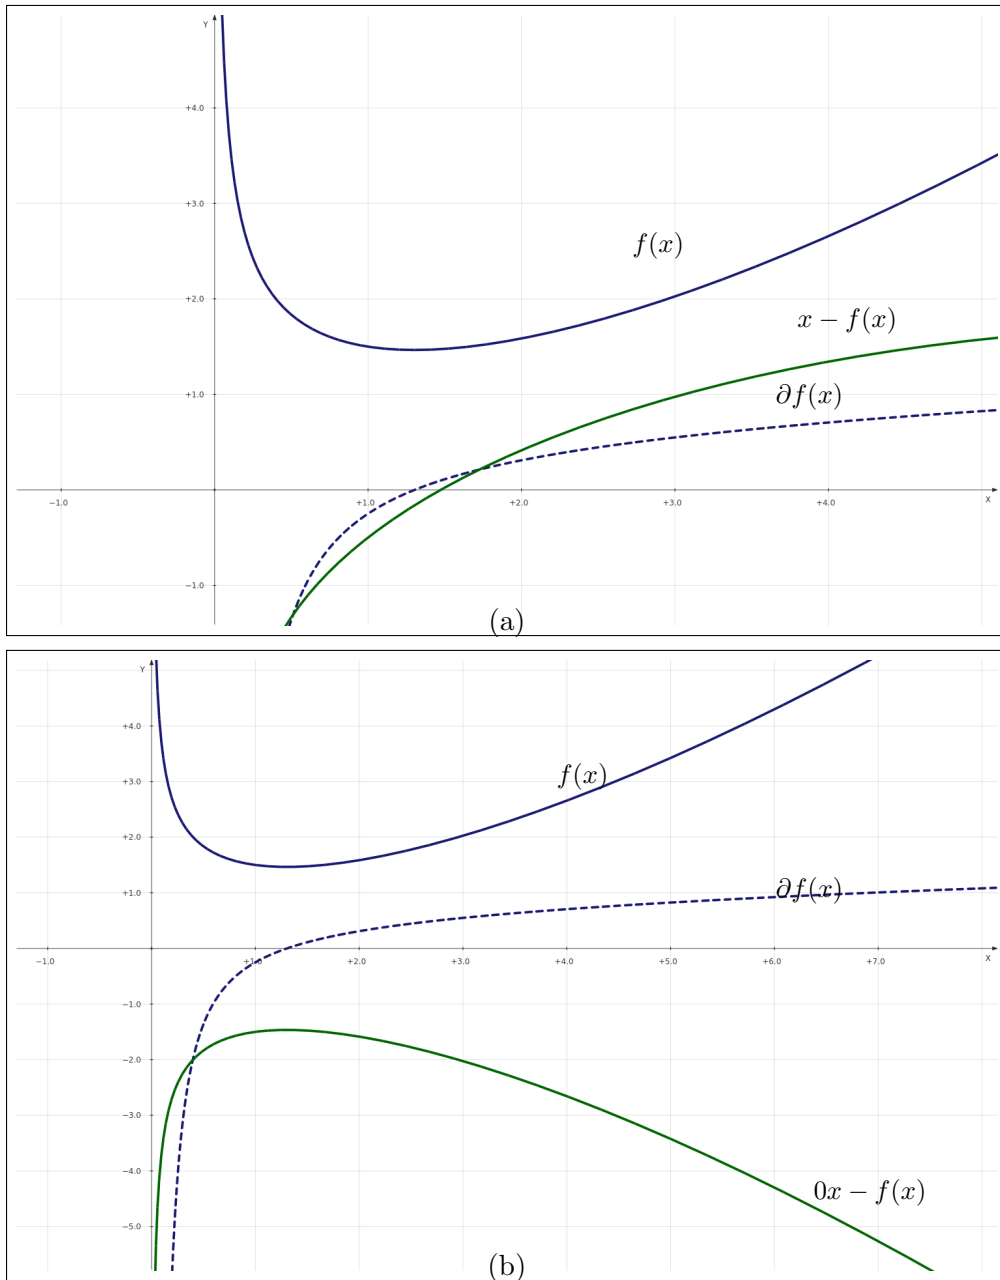 Y
+4.0
+3.0
f(x)
+2.0
x − f(x)
+1.0
∂f(x)
−1.0 +1.0 +2.0 +3.0 +4.0 X
−1.0
(a)
Y
+4.0
+3.0
f(x)
+2.0
+1.0
∂f(x)
−1.0 +1.0 +2.0 +3.0 +4.0 +5.0 +6.0 +7.0 X
−1.0
−2.0
−3.0
−4.0
0x − f(x)
−5.0
(b)